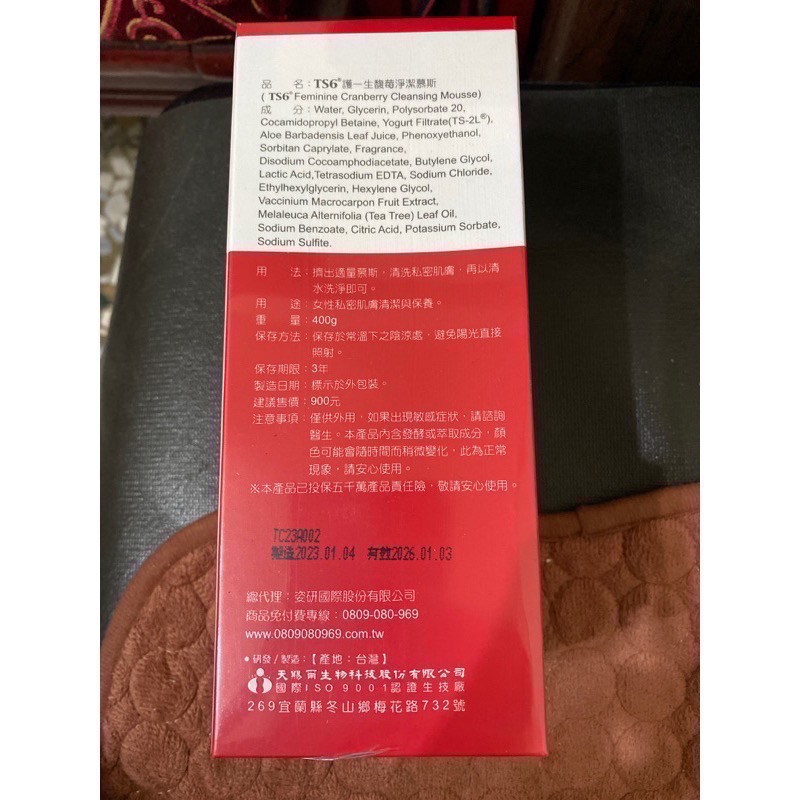 品　　名：TS6®護一生馥莓淨潔慕斯
( TS6® Feminine Cranberry Cleansing Mousse)
成　　分：Water, Glycerin, Polysorbate 20,
Cocamidopropyl Betaine, Yogurt Filtrate(TS-2L®),
Aloe Barbadensis Leaf Juice, Phenoxyethanol,
Sorbitan Caprylate, Fragrance,
Disodium Cocoamphodiacetate, Butylene Glycol,
Lactic Acid,Tetrasodium EDTA, Sodium Chloride,
Ethylhexylglycerin, Hexylene Glycol,
Vaccinium Macrocarpon Fruit Extract,
Melaleuca Alternifolia (Tea Tree) Leaf Oil,
Sodium Benzoate, Citric Acid, Potassium Sorbate,
Sodium Sulfite.
用　　法：擠出適量慕斯，清洗私密肌膚，再以清
水洗淨即可。
用　　途：女性私密肌膚清潔與保養。
重　　量：400g
保存方法：保存於常溫下之陰涼處，避免陽光直接
照射。
保存期限：3年
製造日期：標示於外包裝。
建議售價：900元
注意事項：僅供外用，如果出現敏感症狀，請諮詢
醫生。本產品內含發酵或萃取成分，顏
色可能會隨時間而稍微變化，此為正常
現象，請安心使用。
※本產品已投保五千萬產品責任險，敬請安心使用。
TC23A002
製造2023.01.04　有效2026.01.03
總代理：姿研國際股份有限公司
商品免付費專線：0809-080-969
www.0809080969.com.tw
•研發/製造：【產地：台灣】
天賜爾生物科技股份有限公司
國際ISO9001認證生技廠
269宜蘭縣冬山鄉梅花路732號